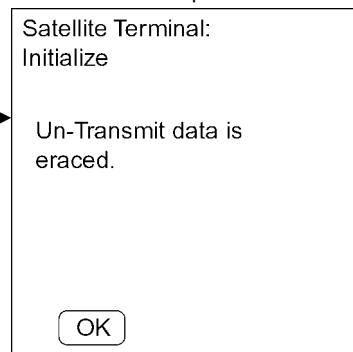 Satellite Terminal:
Initialize
Un-Transmit data is
eraced.
OK